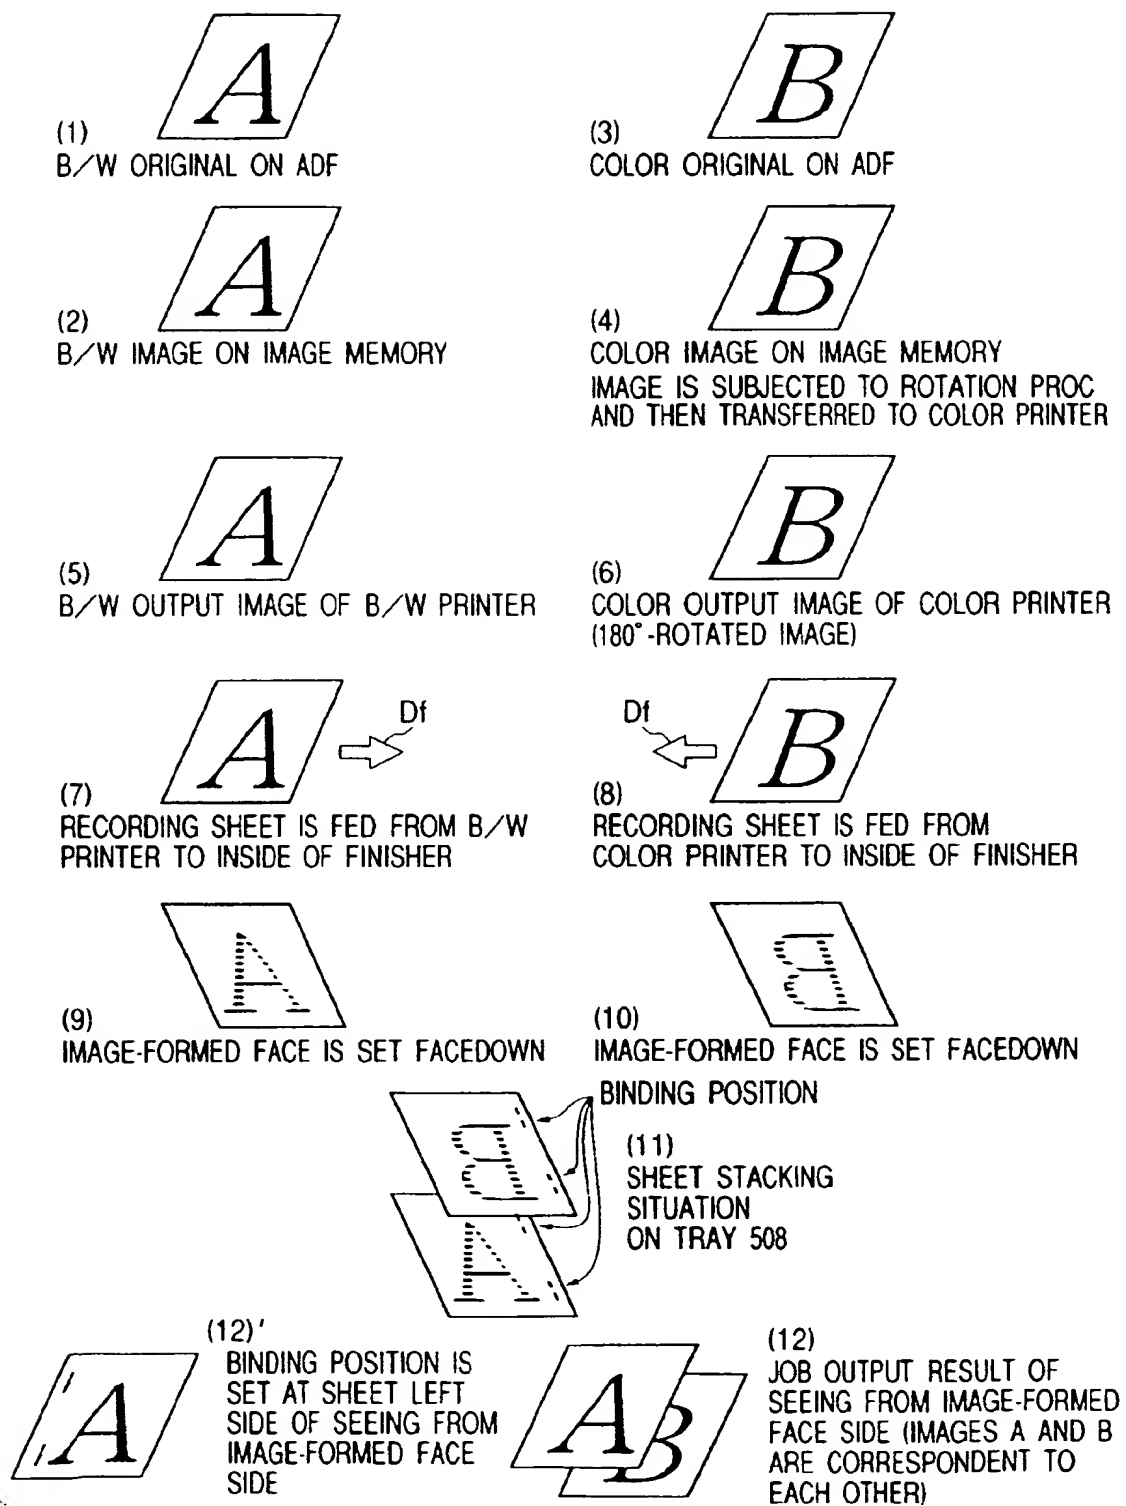 A
(1)
B/W ORIGINAL ON ADF
B
(3)
COLOR ORIGINAL ON ADF
A
(2)
B/W IMAGE ON IMAGE MEMORY
B
(4)
COLOR IMAGE ON IMAGE MEMORY
IMAGE IS SUBJECTED TO ROTATION PROC
AND THEN TRANSFERRED TO COLOR PRINTER
A
(5)
B/W OUTPUT IMAGE OF B/W PRINTER
B
(6)
COLOR OUTPUT IMAGE OF COLOR PRINTER
(180°-ROTATED IMAGE)
A
Df
(7)
RECORDING SHEET IS FED FROM B/W
PRINTER TO INSIDE OF FINISHER
Df
B
(8)
RECORDING SHEET IS FED FROM
COLOR PRINTER TO INSIDE OF FINISHER
A
(9)
IMAGE-FORMED FACE IS SET FACEDOWN
B
(10)
IMAGE-FORMED FACE IS SET FACEDOWN
BINDING POSITION
B
A
(11)
SHEET STACKING
SITUATION
ON TRAY 508
(12)'
A
BINDING POSITION IS
SET AT SHEET LEFT
SIDE OF SEEING FROM
IMAGE-FORMED FACE
SIDE
A
B
(12)
JOB OUTPUT RESULT OF
SEEING FROM IMAGE-FORMED
FACE SIDE (IMAGES A AND B
ARE CORRESPONDENT TO
EACH OTHER)